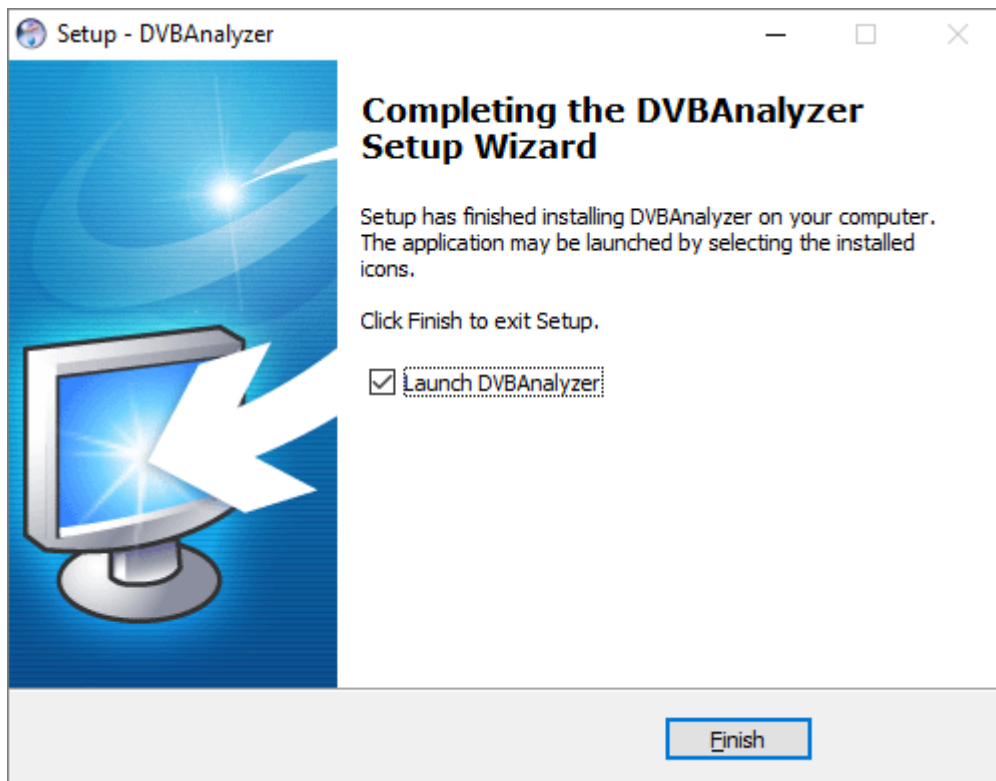 Setup - DVBAnalyzer
Completing the DVBAnalyzer
Setup Wizard
Setup has finished installing DVBAnalyzer on your computer.
The application may be launched by selecting the installed
icons.
Click Finish to exit Setup.
Launch DVBAnalyzer
Finish